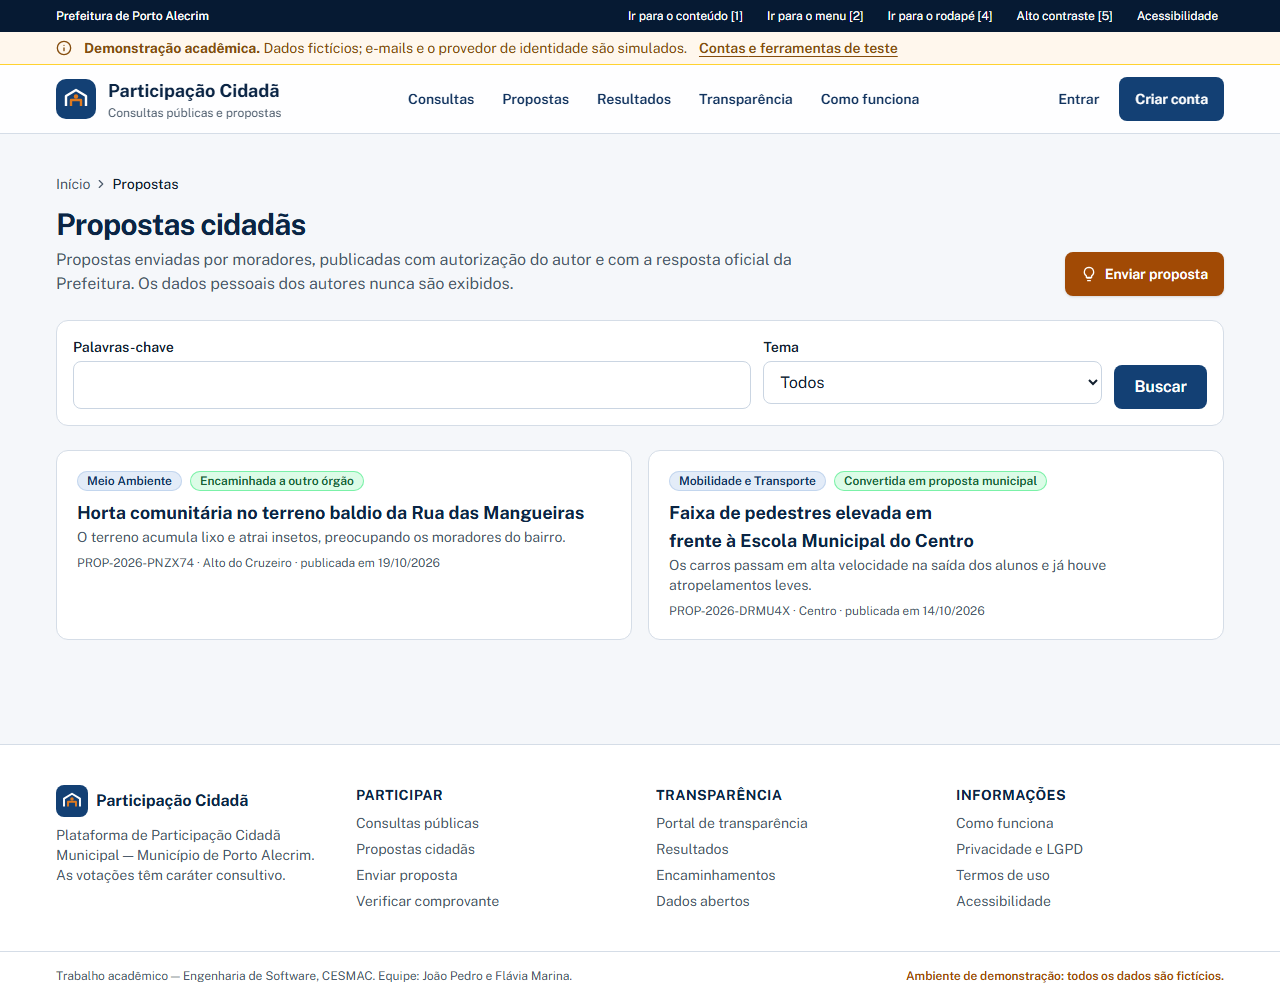 Prefeitura de Porto Alecrim
Ir para o conteúdo [1]
Ir para o menu [2]
Ir para o rodapé [4]
Alto contraste [5]
Acessibilidade
Demonstração acadêmica. Dados fictícios; e-mails e o provedor de identidade são simulados. Contas e ferramentas de teste
Participação Cidadã
Consultas públicas e propostas
Consultas
Propostas
Resultados
Transparência
Como funciona
Entrar
Criar conta
Início
Propostas
Propostas cidadãs
Propostas enviadas por moradores, publicadas com autorização do autor e com a resposta oficial da
Prefeitura. Os dados pessoais dos autores nunca são exibidos.
Enviar proposta
Palavras-chave
Tema
Todos
Buscar
Meio Ambiente
Encaminhada a outro órgão
Horta comunitária no terreno baldio da Rua das Mangueiras
O terreno acumula lixo e atrai insetos, preocupando os moradores do bairro.
PROP-2026-PNZX74 · Alto do Cruzeiro · publicada em 19/10/2026
Mobilidade e Transporte
Convertida em proposta municipal
Faixa de pedestres elevada em
frente à Escola Municipal do Centro
Os carros passam em alta velocidade na saída dos alunos e já houve
atropelamentos leves.
PROP-2026-DRMU4X · Centro · publicada em 14/10/2026
Participação Cidadã
Plataforma de Participação Cidadã
Municipal — Município de Porto Alecrim.
As votações têm caráter consultivo.
PARTICIPAR
Consultas públicas
Propostas cidadãs
Enviar proposta
Verificar comprovante
TRANSPARÊNCIA
Portal de transparência
Resultados
Encaminhamentos
Dados abertos
INFORMAÇÕES
Como funciona
Privacidade e LGPD
Termos de uso
Acessibilidade
Trabalho acadêmico — Engenharia de Software, CESMAC. Equipe: João Pedro e Flávia Marina.
Ambiente de demonstração: todos os dados são fictícios.